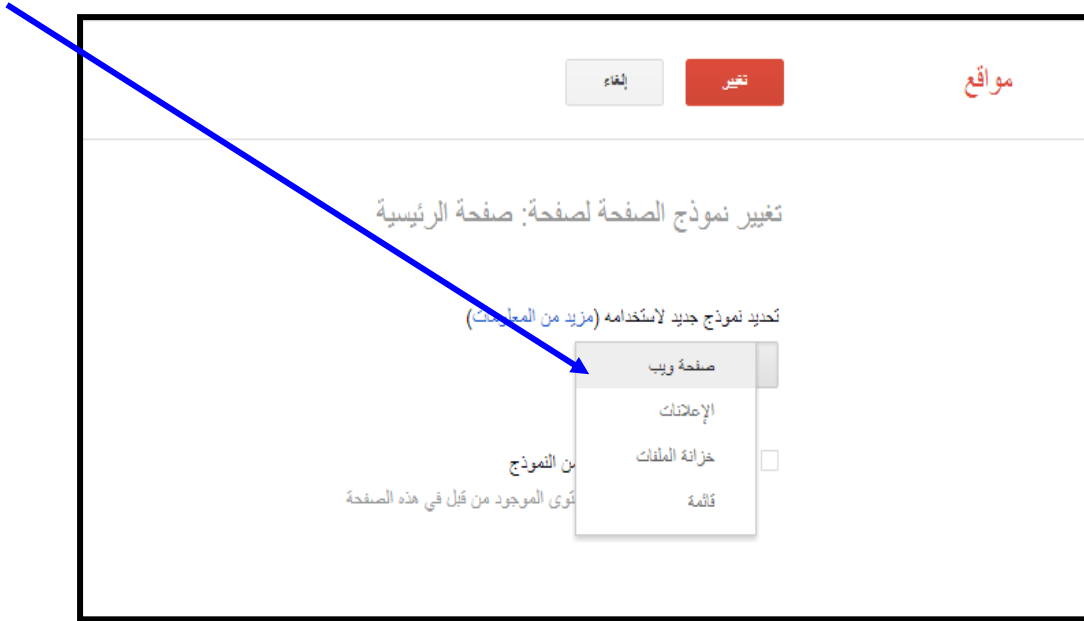 مواقع
تغيير إلغاء
تغيير نموذج الصفحة لصفحة: صفحة الرئيسية
تحديد نموذج جديد لاستخدامه (مزيد من المعلومات)
صفحة ويب
الإعلانات
خزانة الملفات
قائمة
من النموذج
الموجود من قبل في هذه الصفحة